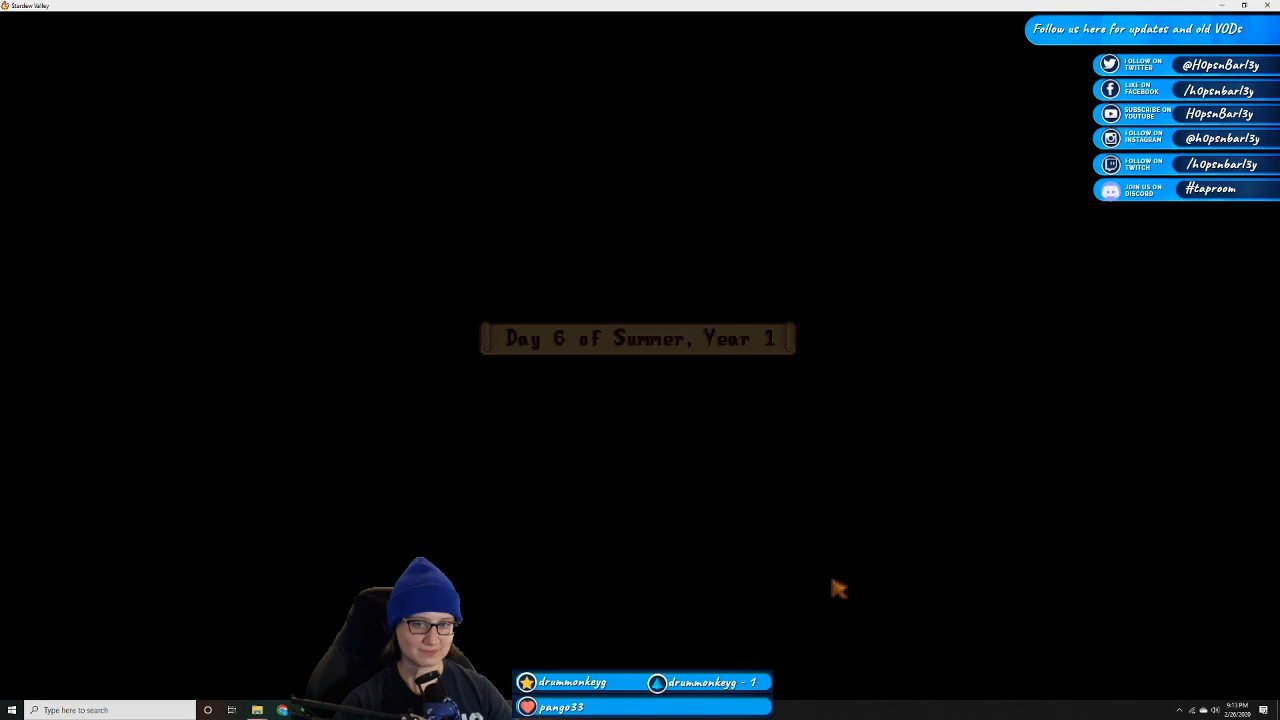 Stardew Valley
Follow us here for updates and old VODs
FOLLOW ON TWITTER @H0psnBarl3y
LIKE ON FACEBOOK /h0psnbarl3y
SUBSCRIBE ON YOUTUBE H0psnBarl3y
FOLLOW ON INSTAGRAM @h0psnbarl3y
FOLLOW ON TWITCH /h0psnbarl3y
JOIN US ON DISCORD #taproom
Day 6 of Summer, Year 1
drummonkeyg drummonkeyg - 1
pango33
Type here to search
9:13 PM
2/26/2020